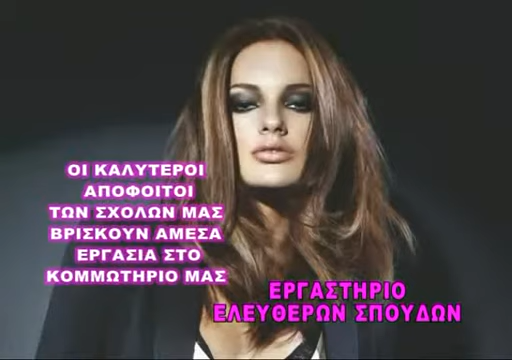 ΟΙ ΚΑΛΥΤΕΡΟΙ
ΑΠΟΦΟΙΤΟΙ
ΤΩΝ ΣΧΟΛΩΝ ΜΑΣ
ΒΡΙΣΚΟΥΝ ΑΜΕΣΑ
ΕΡΓΑΣΙΑ ΣΤΟ
ΚΟΜΜΩΤΗΡΙΟ ΜΑΣ
ΕΡΓΑΣΤΗΡΙΟ
ΕΛΕΥΘΕΡΩΝ ΣΠΟΥΔΩΝ